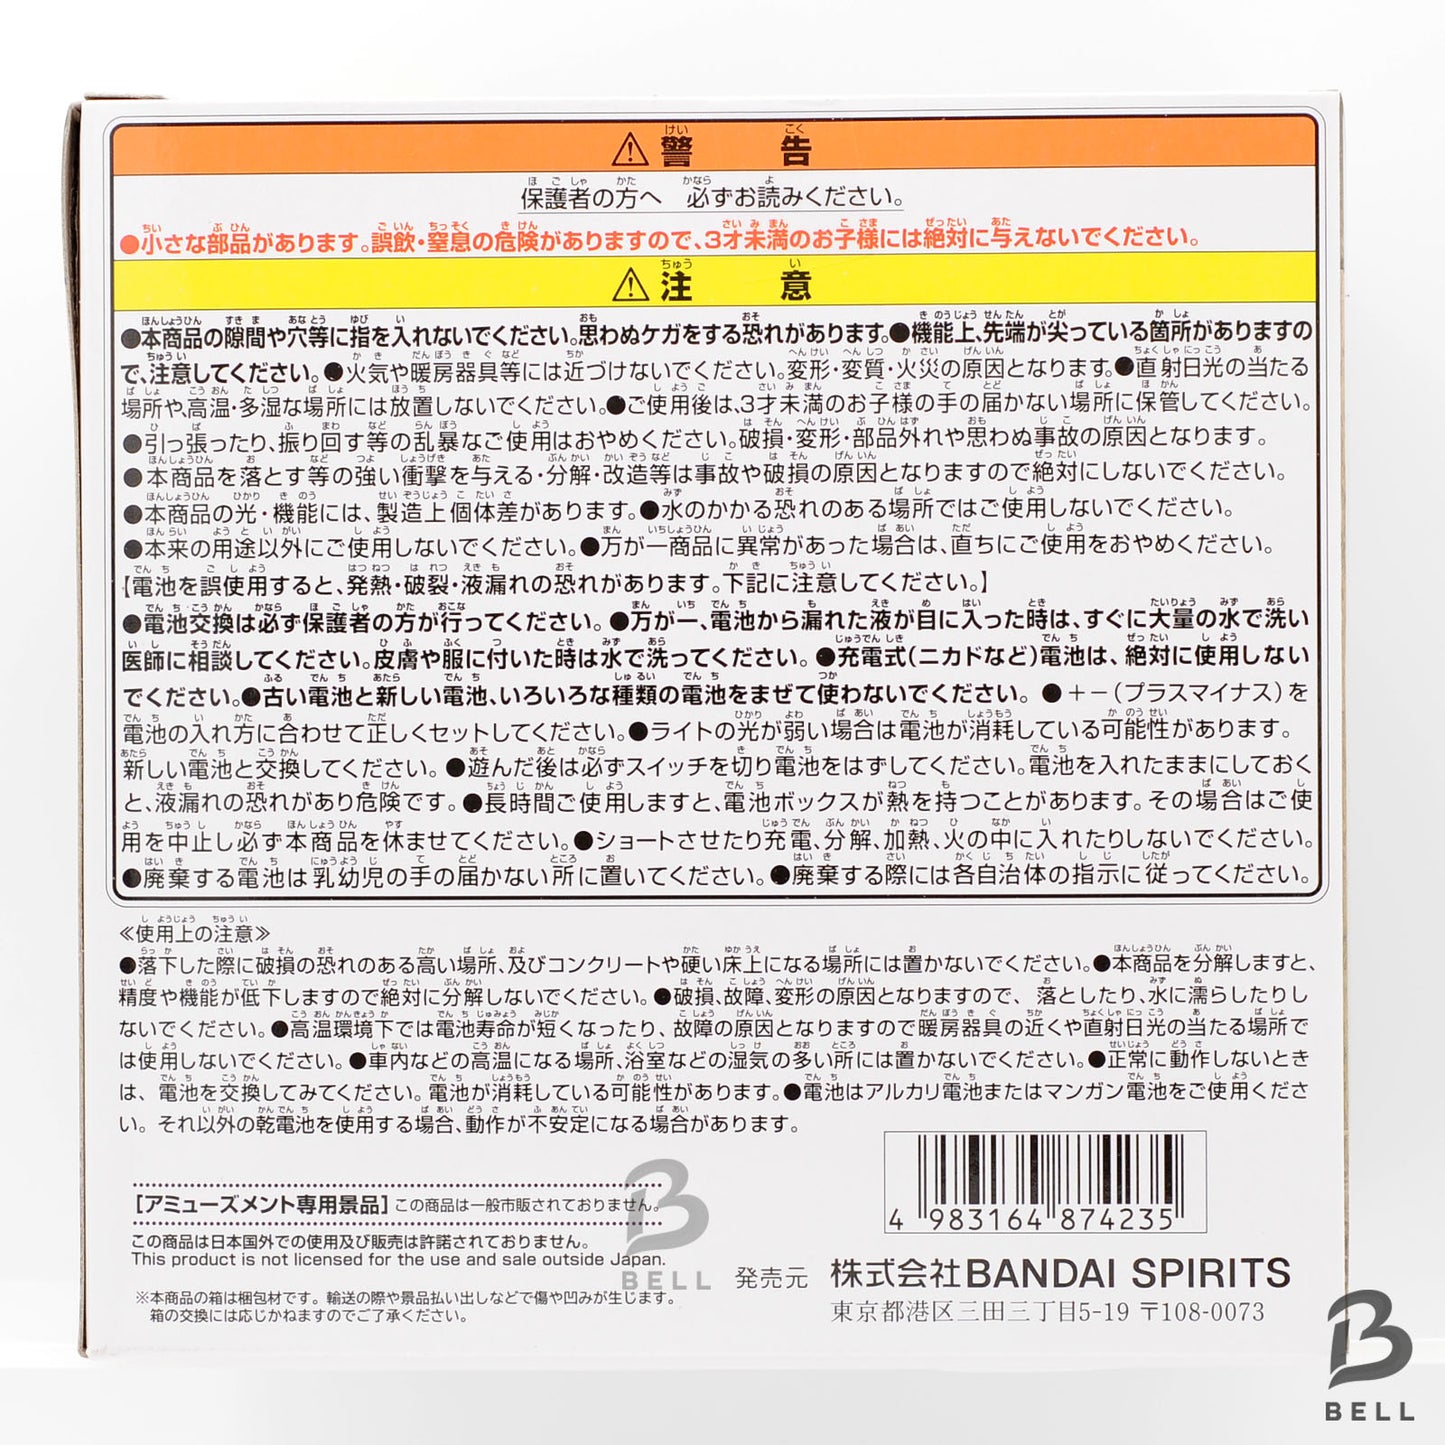 ⚠警告
保護者の方へ 必ずお読みください。
●小さな部品があります。誤飲・窒息の危険がありますので、3才未満のお子様には絶対に与えないでください。
⚠注意
●本商品の隙間や穴等に指を入れないでください。思わぬケガをする恐れがあります。●機能上、先端が尖っている箇所がありますの
で、注意してください。●火気や暖房器具等には近づけないでください。変形・変質・火災の原因となります。●直射日光の当たる
場所や、高温・多湿な場所には放置しないでください。●ご使用後は、3才未満のお子様の手の届かない場所に保管してください。
●引っ張ったり、振り回す等の乱暴なご使用はおやめください。破損・変形・部品外れや思わぬ事故の原因となります。
●本商品を落とす等の強い衝撃を与える・分解・改造等は事故や破損の原因となりますので絶対にしないでください。
●本商品の光・機能には、製造上個体差があります。●水のかかる恐れのある場所ではご使用しないでください。
●本来の用途以外にご使用しないでください。●万が一商品に異常があった場合は、直ちにご使用をおやめください。
【電池を誤使用すると、発熱・破裂・液漏れの恐れがあります。下記に注意してください。】
●電池交換は必ず保護者の方が行ってください。●万が一、電池から漏れた液が目に入った時は、すぐに大量の水で洗い
医師に相談してください。皮膚や服に付いた時は水で洗ってください。●充電式(ニカドなど)電池は、絶対に使用しない
でください。●古い電池と新しい電池、いろいろな種類の電池をまぜて使わないでください。●＋−(プラスマイナス)を
電池の入れ方に合わせて正しくセットしてください。●ライトの光が弱い場合は電池が消耗している可能性があります。
新しい電池と交換してください。●遊んだ後は必ずスイッチを切り電池をはずしてください。電池を入れたままにしておく
と、液漏れの恐れがあり危険です。●長時間ご使用しますと、電池ボックスが熱を持つことがあります。その場合はご使
用を中止し必ず本商品を休ませてください。●ショートさせたり充電、分解、加熱、火の中に入れたりしないでください。
●廃棄する電池は乳幼児の手の届かない所に置いてください。●廃棄する際には各自治体の指示に従ってください。
≪使用上の注意≫
●落下した際に破損の恐れのある高い場所、及びコンクリートや硬い床上になる場所には置かないでください。●本商品を分解しますと、
精度や機能が低下しますので絶対に分解しないでください。●破損、故障、変形の原因となりますので、落としたり、水に濡らしたりし
ないでください。●高温環境下では電池寿命が短くなったり、故障の原因となりますので暖房器具の近くや直射日光の当たる場所で
は使用しないでください。●車内などの高温になる場所、浴室などの湿気の多い所には置かないでください。●正常に動作しないとき
は、電池を交換してみてください。電池が消耗している可能性があります。●電池はアルカリ電池またはマンガン電池をご使用くださ
い。それ以外の乾電池を使用する場合、動作が不安定になる場合があります。
[アミューズメント専用景品] この商品は一般市販されておりません。
この商品は日本国外での使用及び販売は許諾されておりません。
This product is not licensed for the use and sale outside Japan.
※本商品の箱は梱包材です。輸送の際や景品払い出しなどで傷や凹みが生じます。
箱の交換には応じかねますのでご了承ください。
4 983164 874235
発売元 株式会社BANDAI SPIRITS
東京都港区三田三丁目5-19 〒108-0073
BELL
BELL